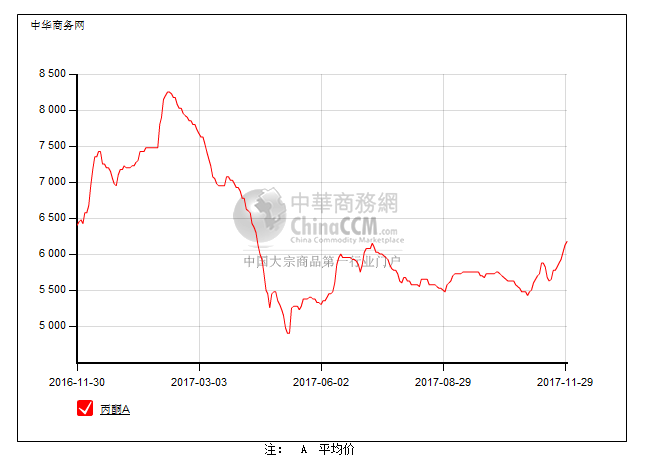 中华商务网
8 500
8 000
7 500
7 000
6 500
6 000
5 500
5 000
中華商務網
ChinaCCM.com
China Commodity Marketplace
中国大宗商品第一行业门户
2016-11-30
2017-03-03
2017-06-02
2017-08-29
2017-11-29
丙酮A
注： A 平均价